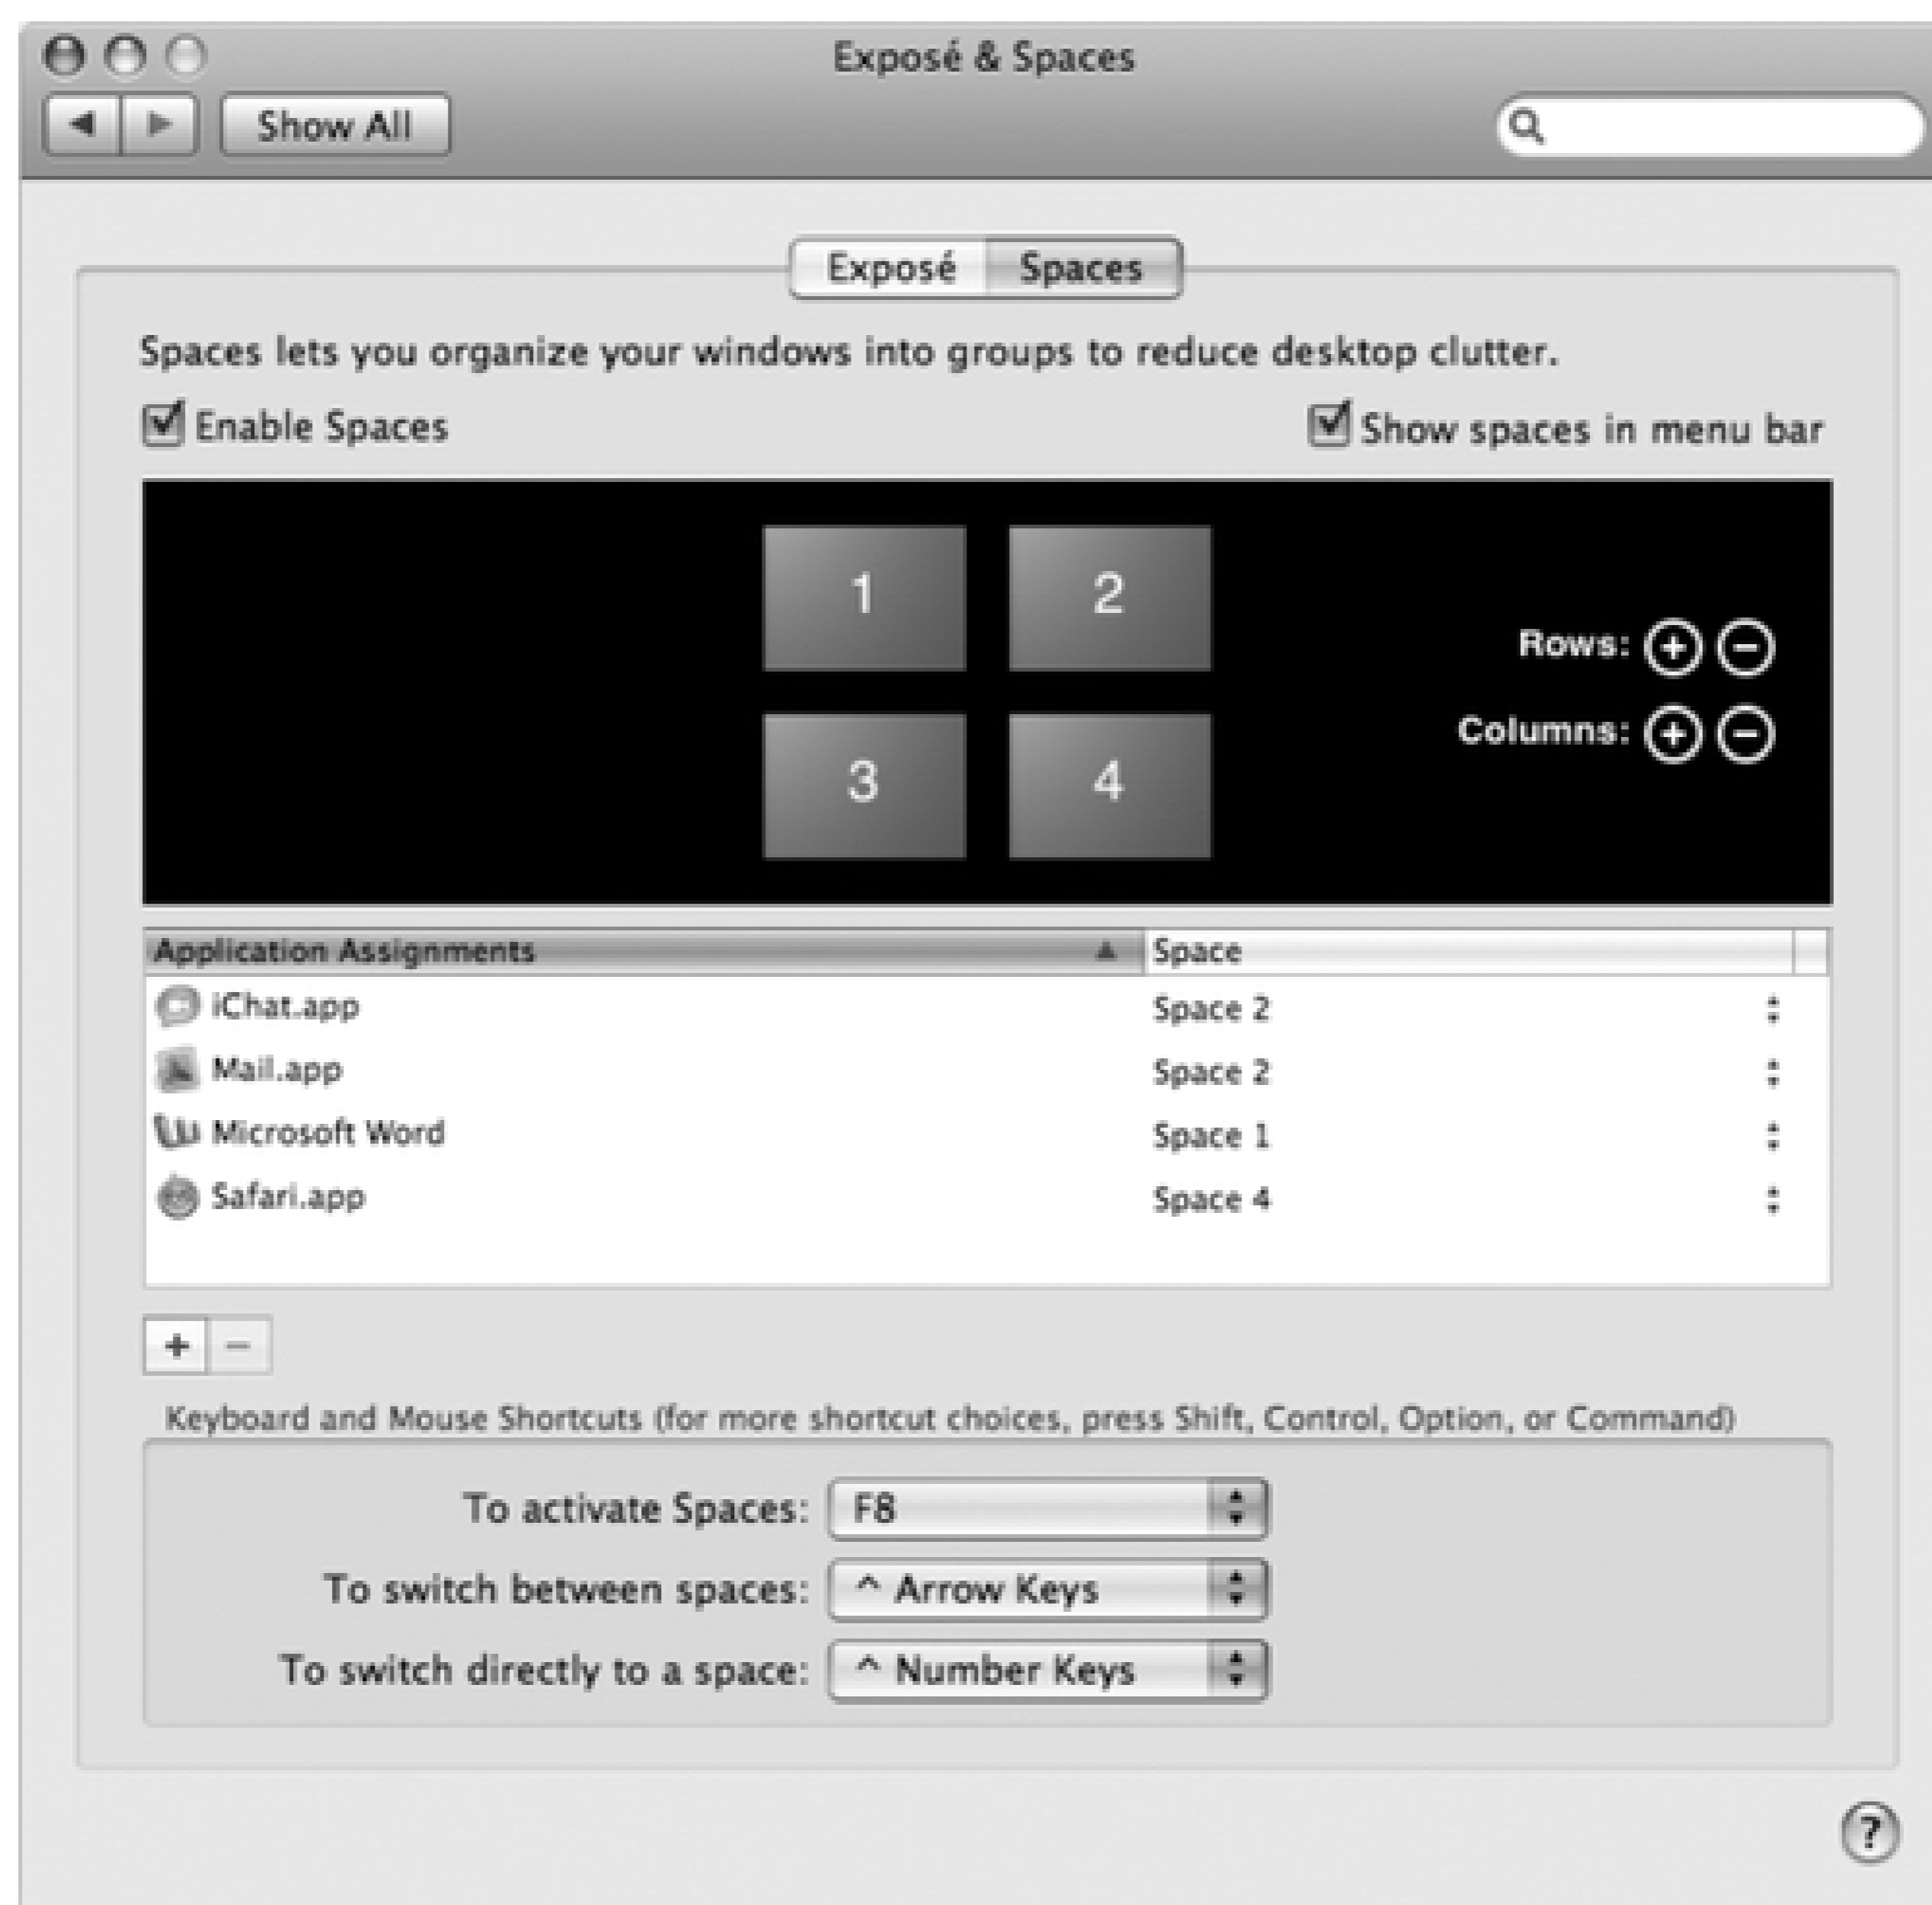 Exposé & Spaces
Show All
Exposé Spaces
Spaces lets you organize your windows into groups to reduce desktop clutter.
Enable Spaces Show spaces in menu bar
1 2
Rows: + −
Columns: + −
3 4
Application Assignments Space
iChat.app Space 2
Mail.app Space 2
Microsoft Word Space 1
Safari.app Space 4
+ −
Keyboard and Mouse Shortcuts (for more shortcut choices, press Shift, Control, Option, or Command)
To activate Spaces: F8
To switch between spaces: ^ Arrow Keys
To switch directly to a space: ^ Number Keys
?